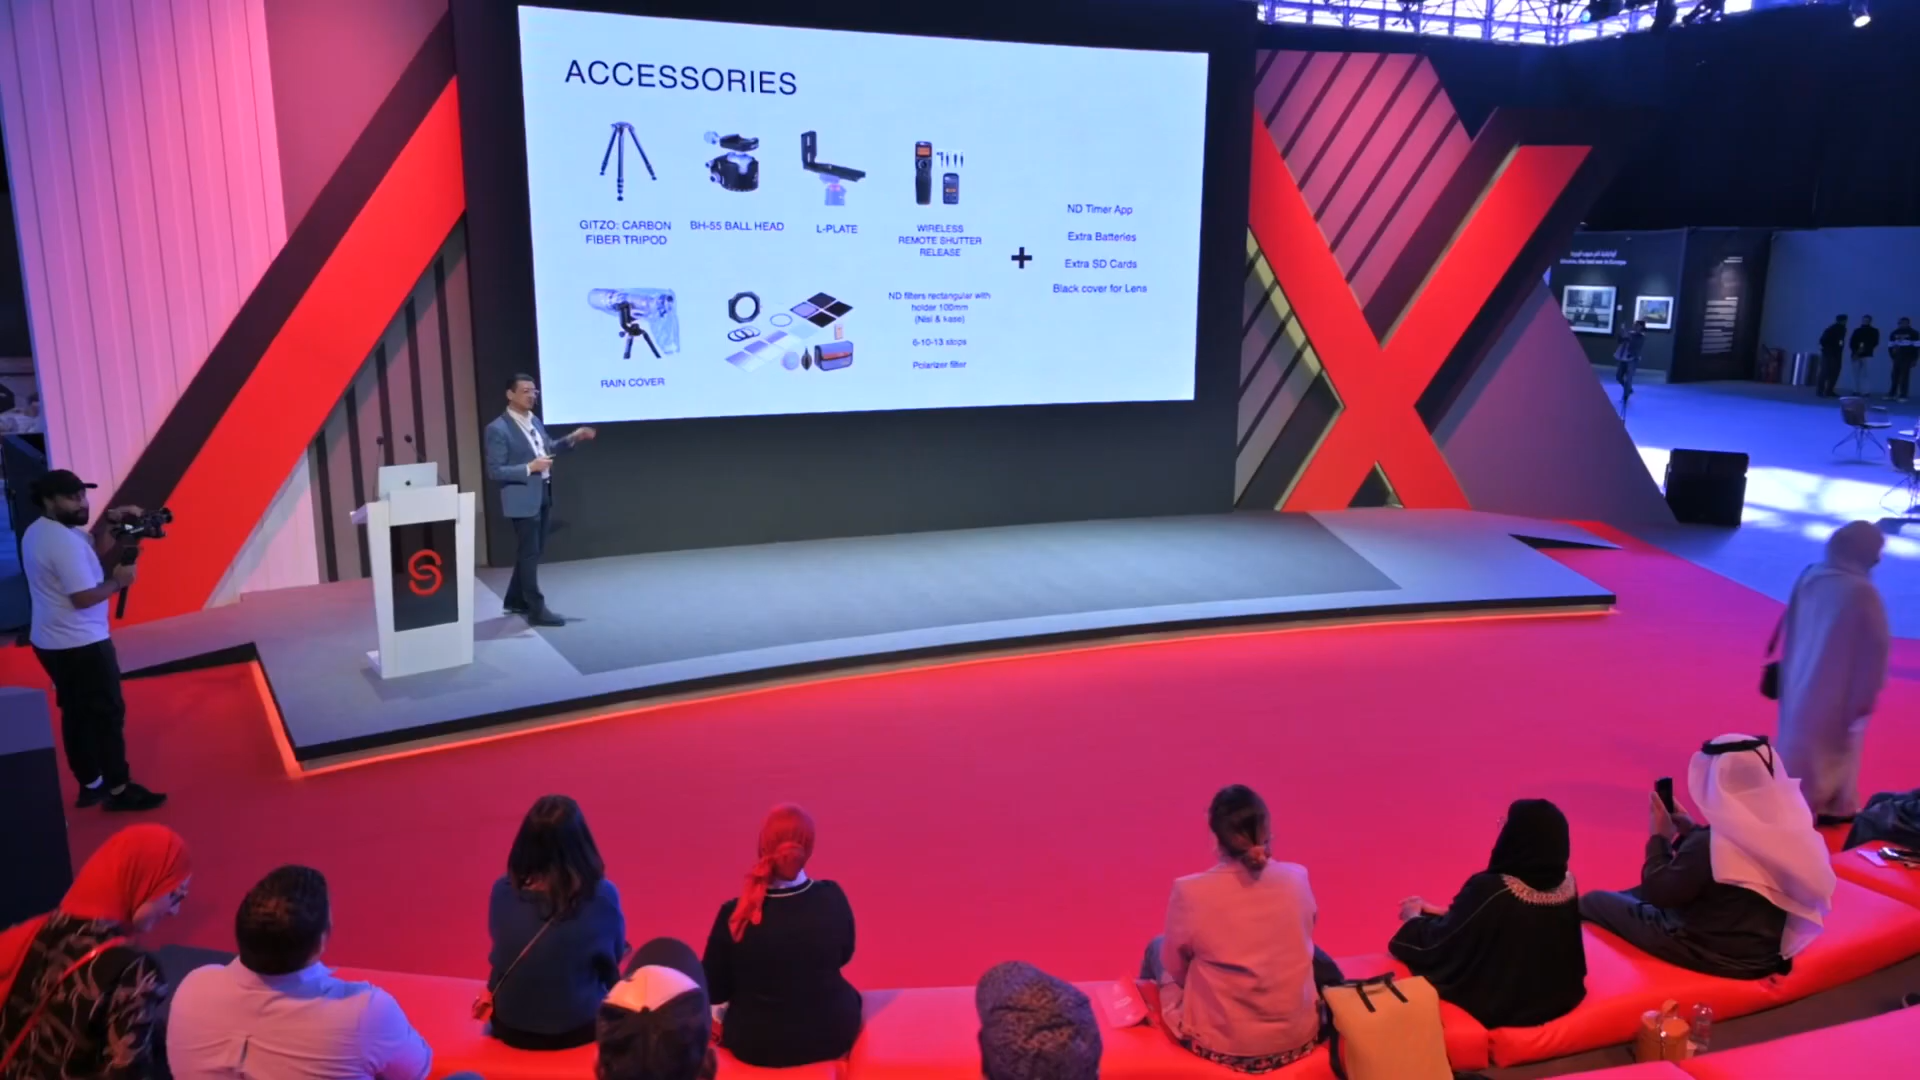 ACCESSORIES
GITZO: CARBON
FIBER TRIPOD
BH-55 BALL HEAD
L-PLATE
WIRELESS
REMOTE SHUTTER
RELEASE
+
ND Timer App
Extra Batteries
Extra SD Cards
Black cover for Lens
RAIN COVER
ND filters rectangular with
holder 100mm
(Nisi & kase)
6-10-13 stops
Polarizer filter